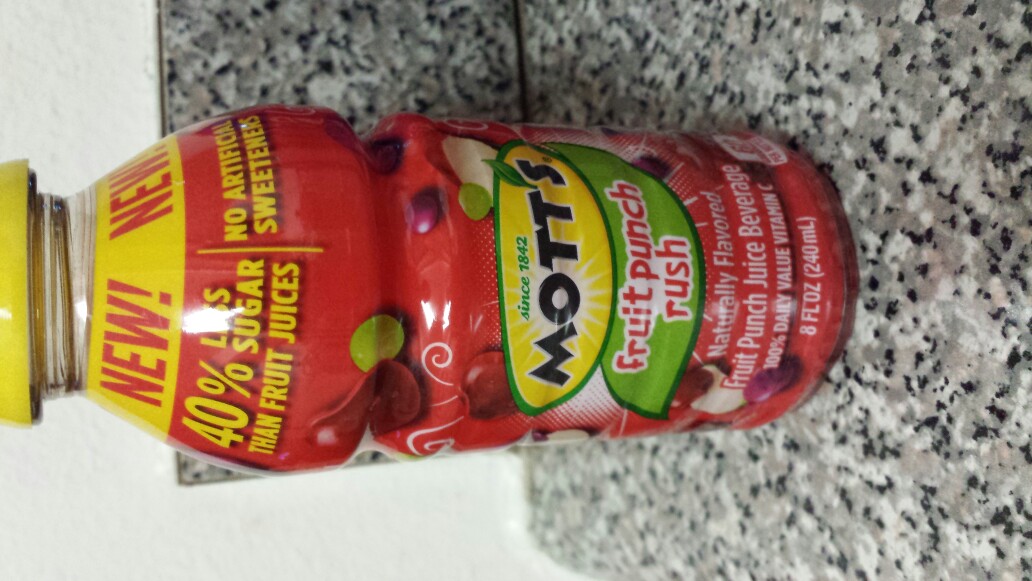 NEW! NEW!
40% LESS
SUGAR
THAN FRUIT JUICES
NO ARTIFICIAL
SWEETENERS
since 1842
MOTT'S®
fruit punch
rush
Naturally Flavored
Fruit Punch Juice Beverage
100% DAILY VALUE VITAMIN C
8 FL OZ (240 mL)